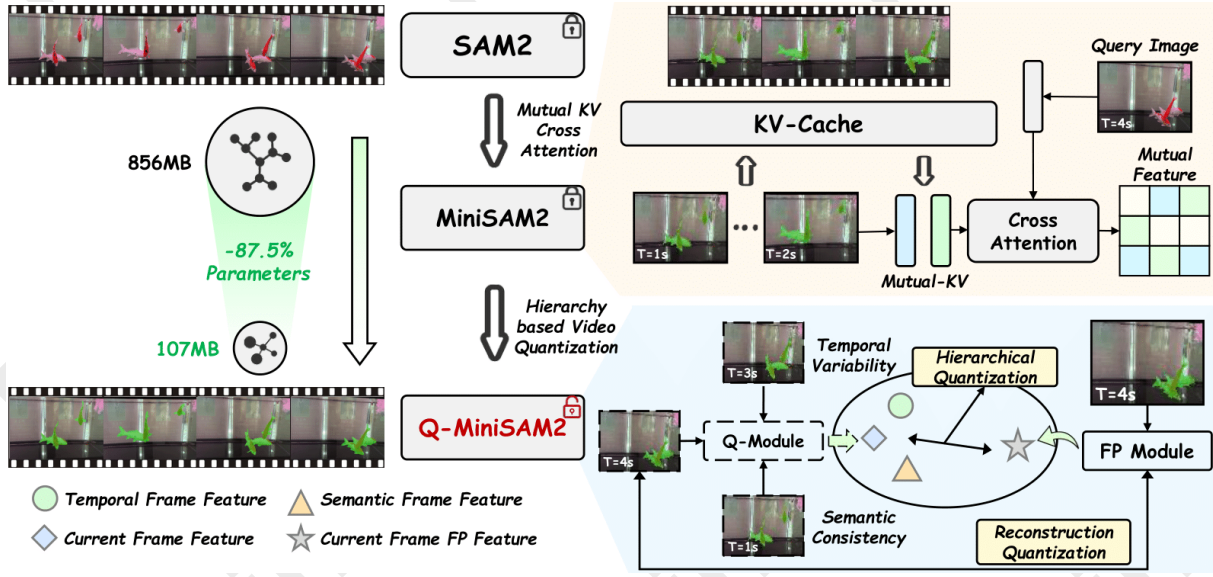 SAM2
Mutual KV
Cross
Attention
MiniSAM2
Hierarchy
based Video
Quantization
Q-MiniSAM2
856MB
-87.5%
Parameters
107MB
Temporal Frame Feature
Semantic Frame Feature
Current Frame Feature
Current Frame FP Feature
KV-Cache
Query Image
T=4s
Mutual
Feature
T=1s
T=2s
Cross
Attention
Mutual-KV
Temporal
Variability
T=3s
Hierarchical
Quantization
T=4s
T=4s
Q-Module
FP Module
T=1s
Semantic
Consistency
Reconstruction
Quantization